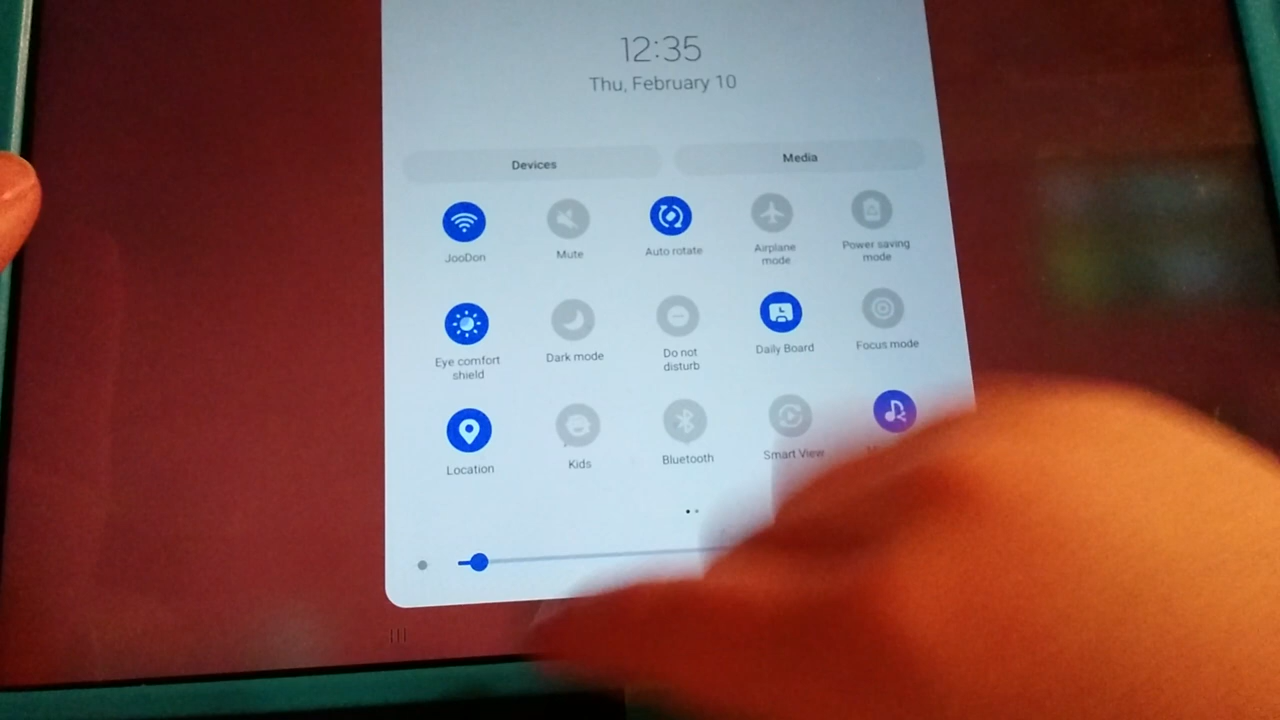 12:35
Thu, February 10
Devices
Media
JooDon
Mute
Auto rotate
Airplane
mode
Power saving
mode
Eye comfort
shield
Dark mode
Do not
disturb
Daily Board
Focus mode
Location
Kids
Bluetooth
Smart View